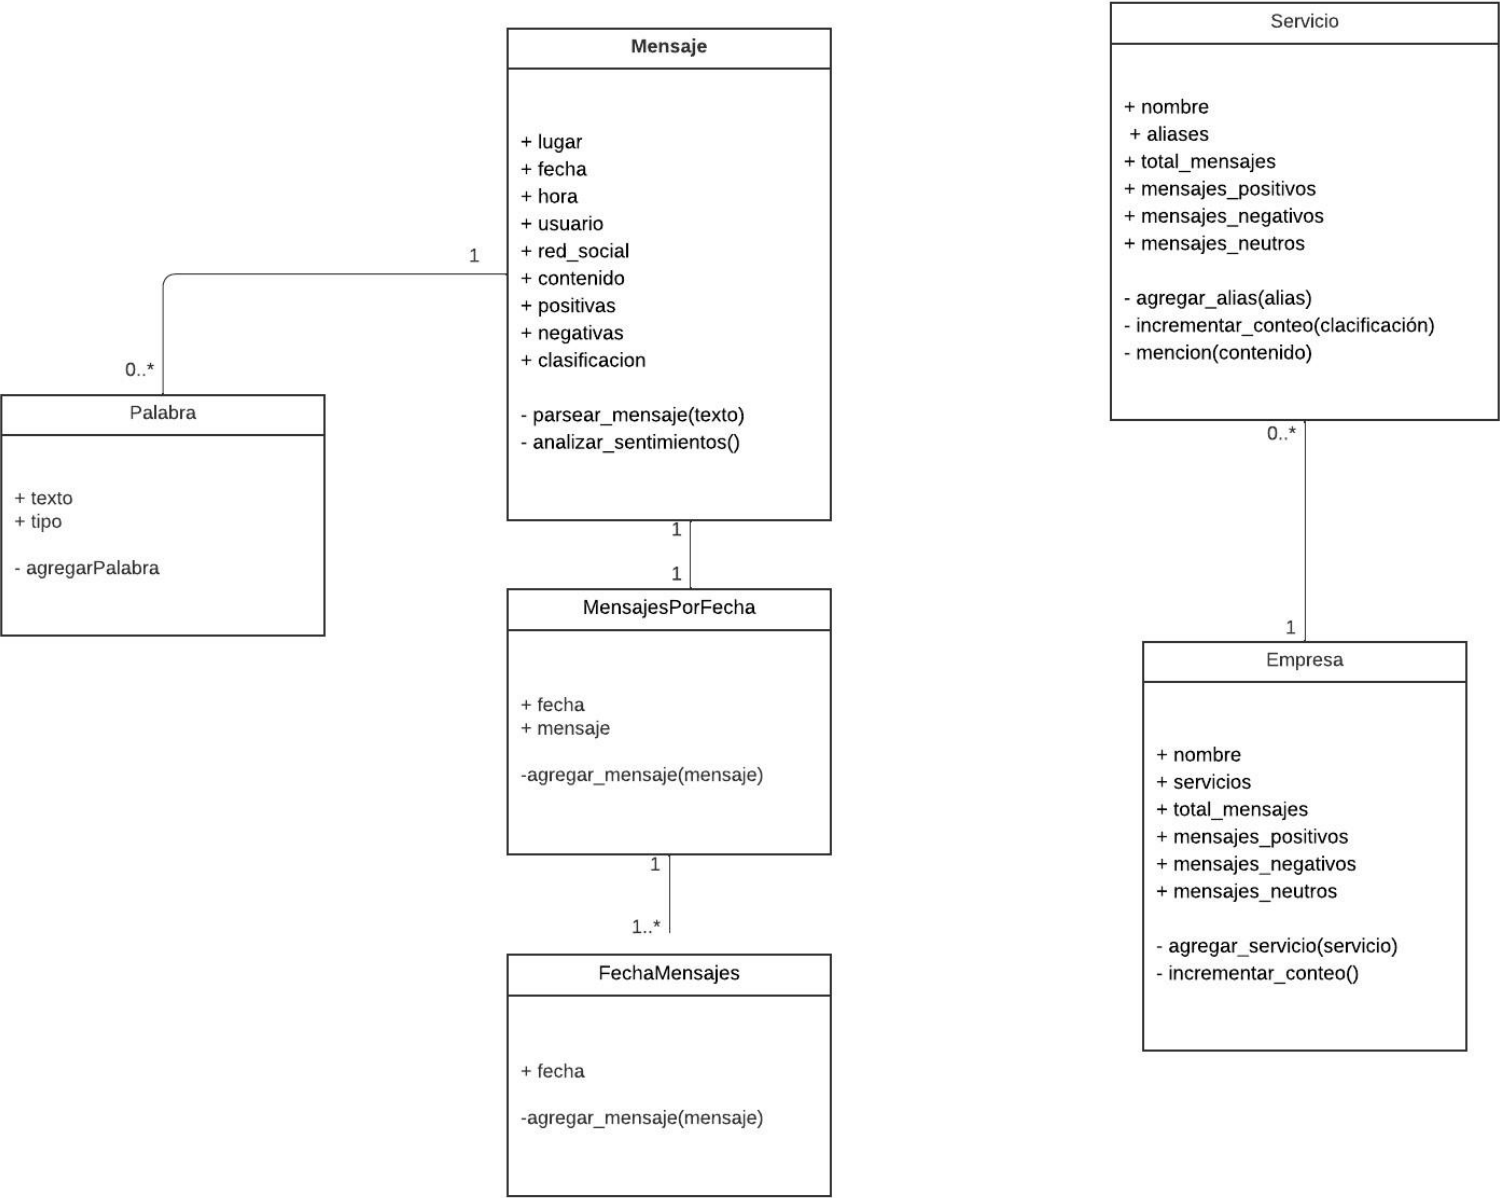 Mensaje
+ lugar
+ fecha
+ hora
+ usuario
+ red_social
+ contenido
+ positivas
+ negativas
+ clasificacion
- parsear_mensaje(texto)
- analizar_sentimientos()
1
0..*
Palabra
+ texto
+ tipo
- agregarPalabra
1
1
MensajesPorFecha
+ fecha
+ mensaje
-agregar_mensaje(mensaje)
1
1..*
FechaMensajes
+ fecha
-agregar_mensaje(mensaje)
Servicio
+ nombre
+ aliases
+ total_mensajes
+ mensajes_positivos
+ mensajes_negativos
+ mensajes_neutros
- agregar_alias(alias)
- incrementar_conteo(clacificación)
- mencion(contenido)
0..*
1
Empresa
+ nombre
+ servicios
+ total_mensajes
+ mensajes_positivos
+ mensajes_negativos
+ mensajes_neutros
- agregar_servicio(servicio)
- incrementar_conteo()